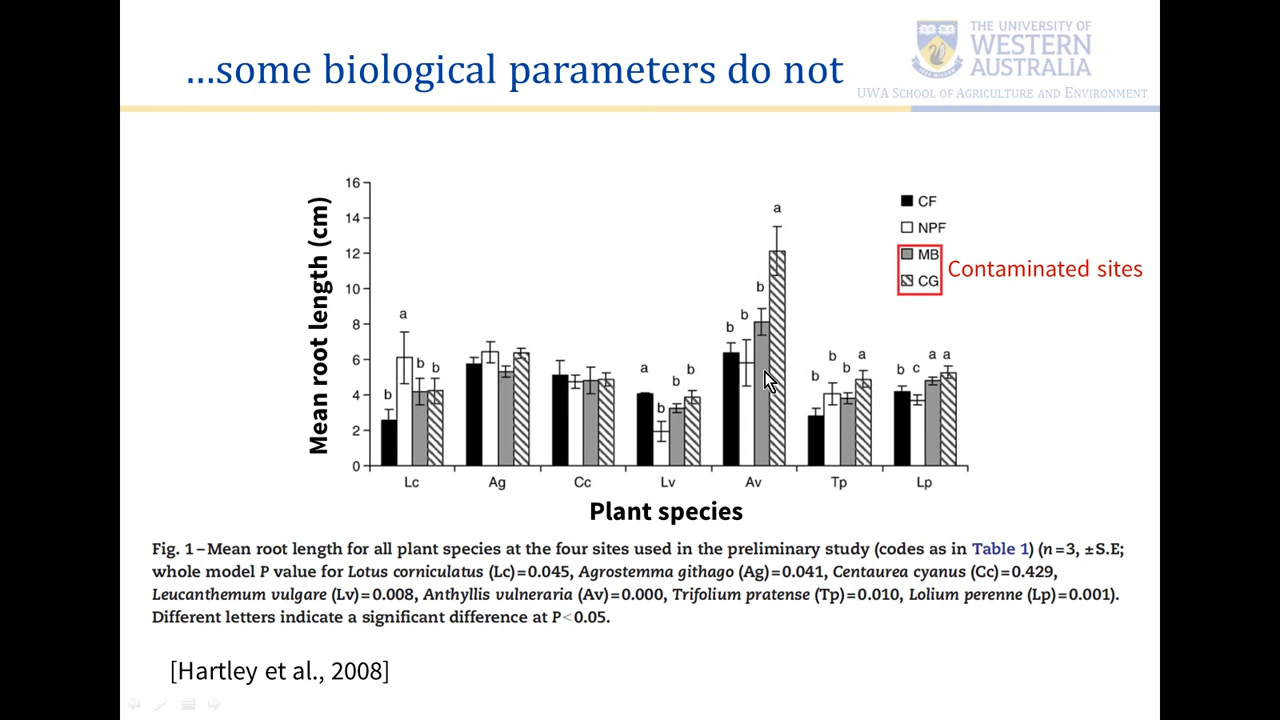 ...some biological parameters do not
THE UNIVERSITY OF
WESTERN
AUSTRALIA
UWA SCHOOL OF AGRICULTURE AND ENVIRONMENT
Mean root length (cm)
16
14
12
10
8
6
4
2
0
b a b b
a b b b
b b b a
b b b a
b c a a
Lc Ag Cc Lv Av Tp Lp
Plant species
CF
NPF
MB
CG
Contaminated sites
Fig. 1 – Mean root length for all plant species at the four sites used in the preliminary study (codes as in Table 1) (n=3, ±S.E;
whole model P value for Lotus corniculatus (Lc)=0.045, Agrostemma githago (Ag)=0.041, Centaurea cyanus (Cc)=0.429,
Leucanthemum vulgare (Lv)=0.008, Anthyllis vulneraria (Av)=0.000, Trifolium pratense (Tp)=0.010, Lolium perenne (Lp)=0.001).
Different letters indicate a significant difference at P<0.05.
[Hartley et al., 2008]